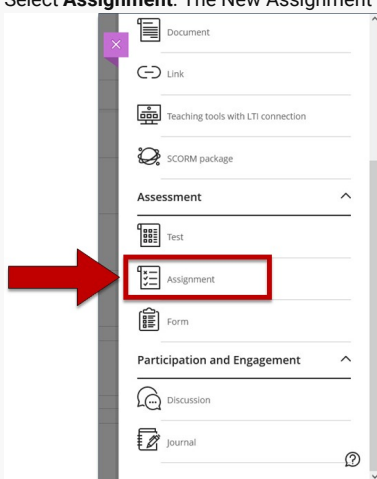 Select Assignment. The New Assignment
Document
Link
Teaching tools with LTI connection
SCORM package
Assessment
Test
Assignment
Form
Participation and Engagement
Discussion
Journal